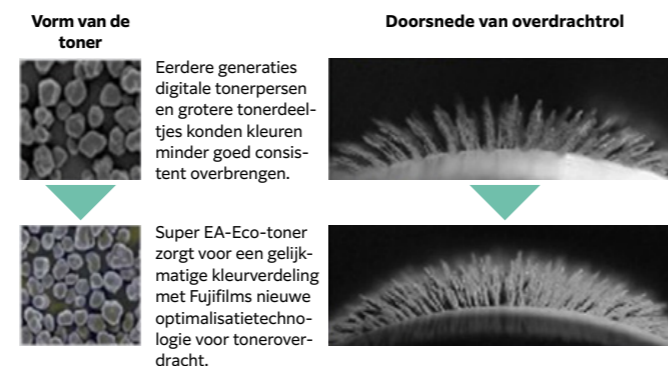 Vorm van de
toner
Doorsnede van overdrachtrol
Eerdere generaties
digitale tonerpersen
en grotere tonerdeel-
tjes konden kleuren
minder goed consis-
tent overbrengen.
Super EA-Eco-toner
zorgt voor een gelijk-
matige kleurverdeling
met Fujifilms nieuwe
optimalisatietechno-
logie voor tonerover-
dracht.